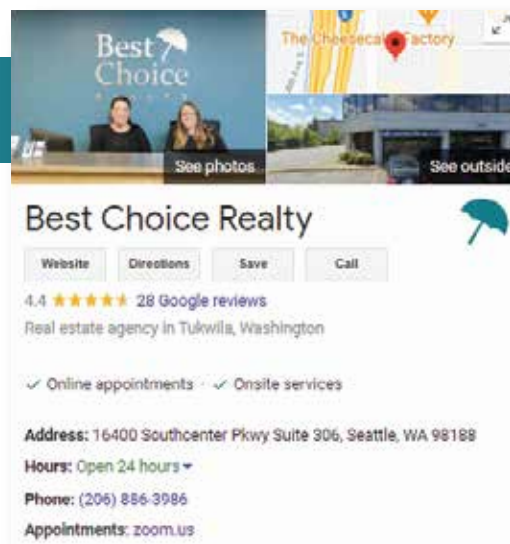 Best
Choice
REALTY
The Cheesecake Factory
See photos
See outside
Best Choice Realty
Website Directions Save Call
4.4 28 Google reviews
Real estate agency in Tukwila, Washington
✓ Online appointments · ✓ Onsite services
Address: 16400 Southcenter Pkwy Suite 306, Seattle, WA 98188
Hours: Open 24 hours
Phone: (206) 886-3986
Appointments: zoom.us